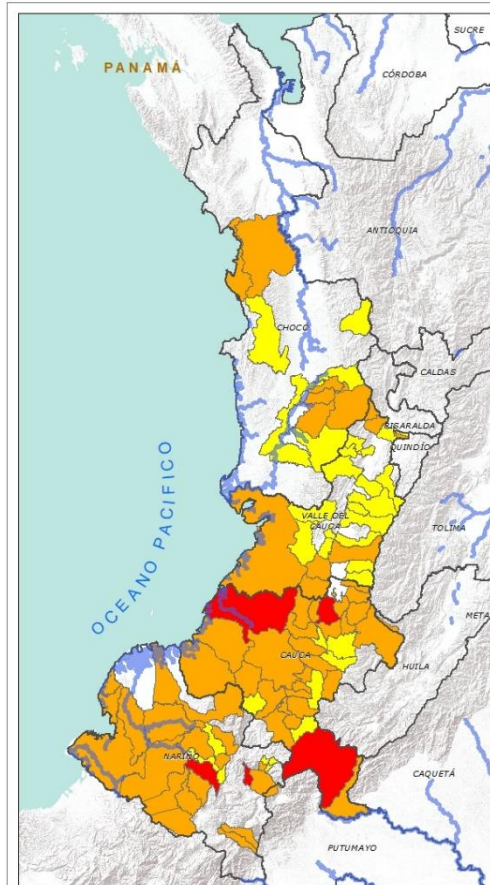 SUCRE
PANAMÁ
CÓRDOBA
ANTIOQUIA
CHOCÓ
CALDAS
RISARALDA
QUINDÍO
OCEANO PACÍFICO
VALLE DEL
CAUCA
TOLIMA
META
CAUCA
HUILA
NARIÑO
CAQUETÁ
PUTUMAYO